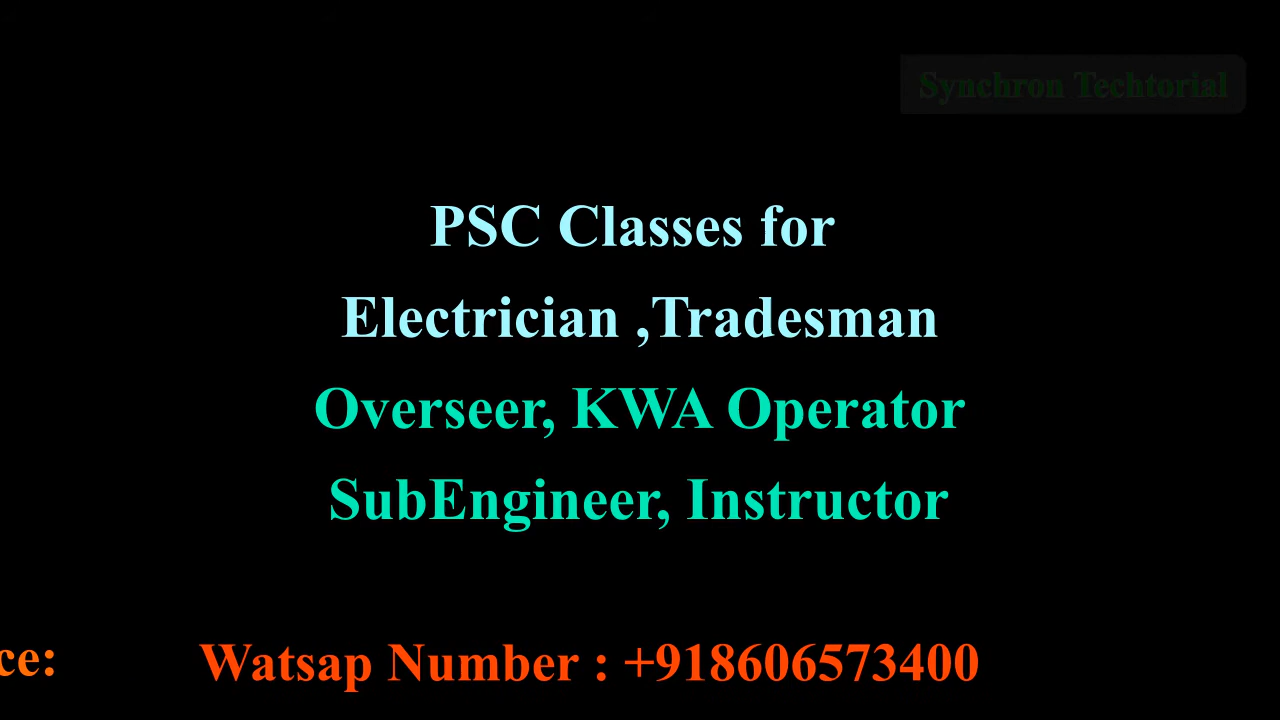 Synchron Techtorial
PSC Classes for
Electrician ,Tradesman
Overseer, KWA Operator
SubEngineer, Instructor
ce: Watsap Number : +918606573400